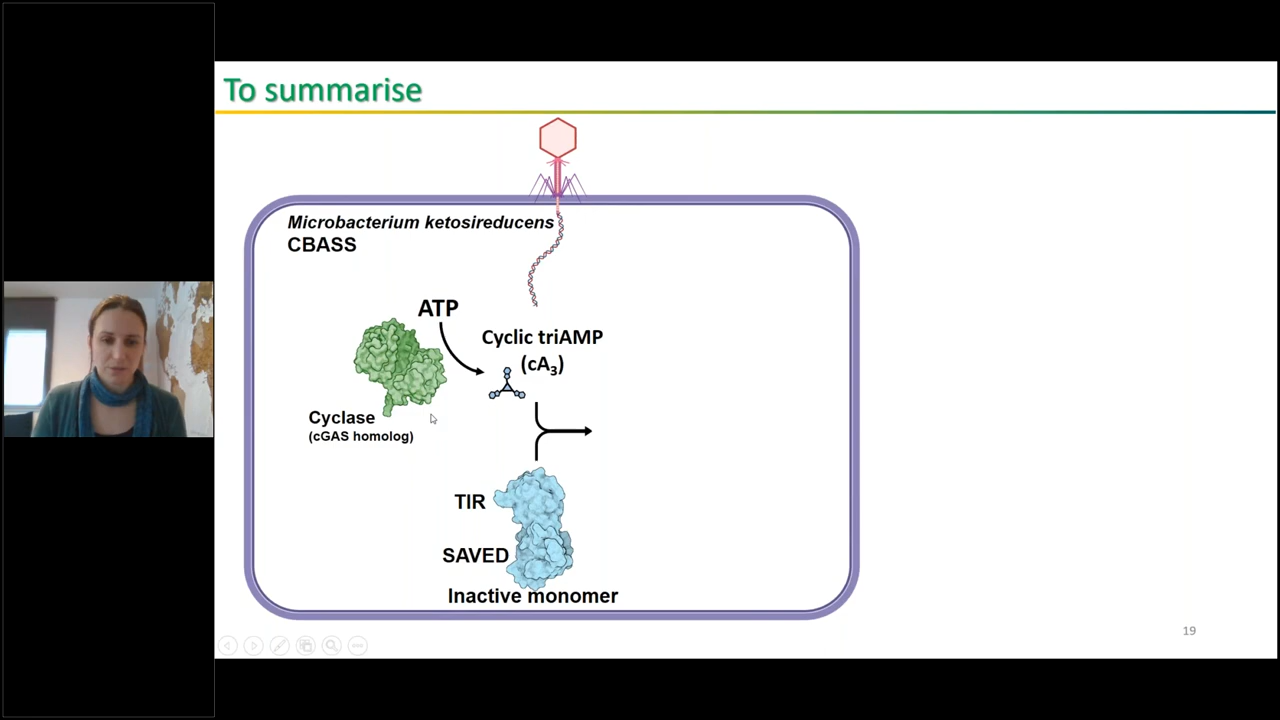 To summarise
Microbacterium ketosireducens
CBASS
ATP
Cyclic triAMP
(cA₃)
Cyclase
(cGAS homolog)
TIR
SAVED
Inactive monomer
19